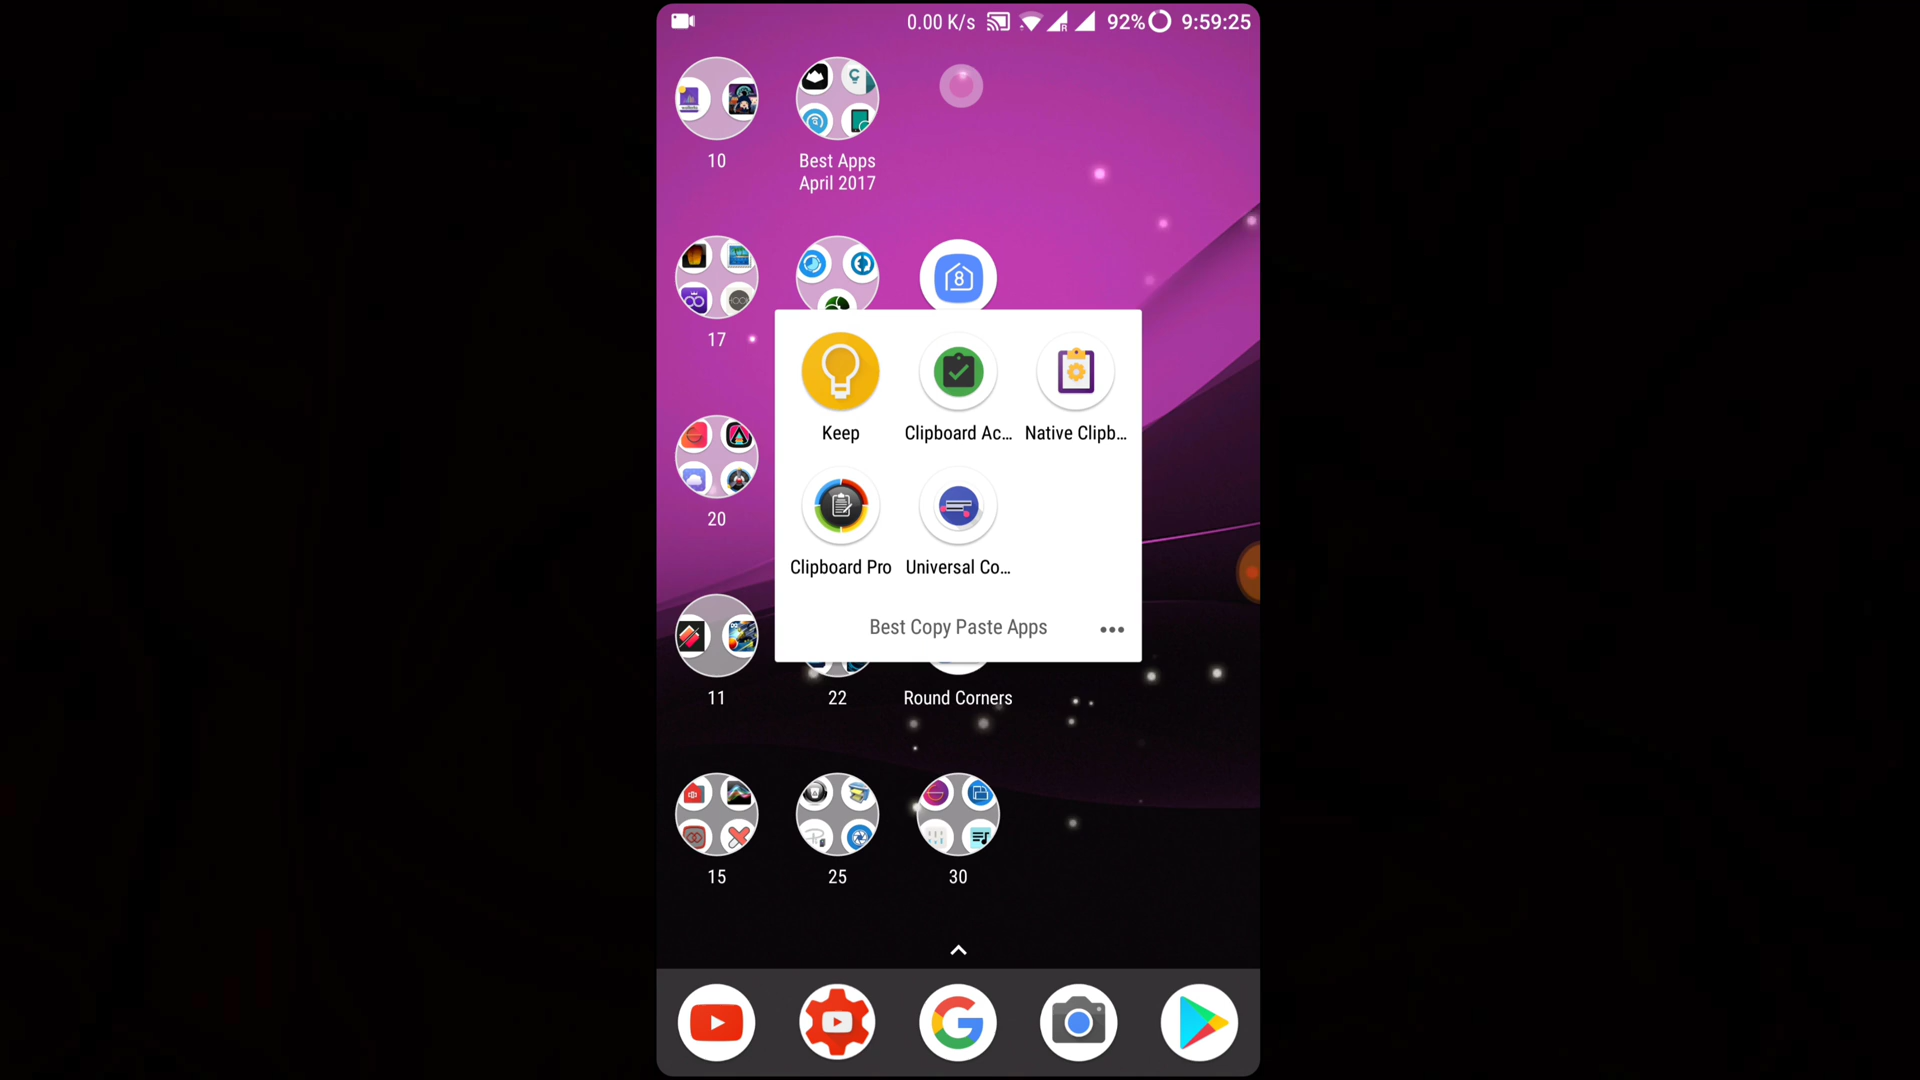 0.00 K/s 92% 9:59:25
10
Best Apps
April 2017
17
8
Keep
Clipboard Ac...
Native Clipb...
20
Clipboard Pro
Universal Co...
Best Copy Paste Apps
11
22
Round Corners
15
25
30